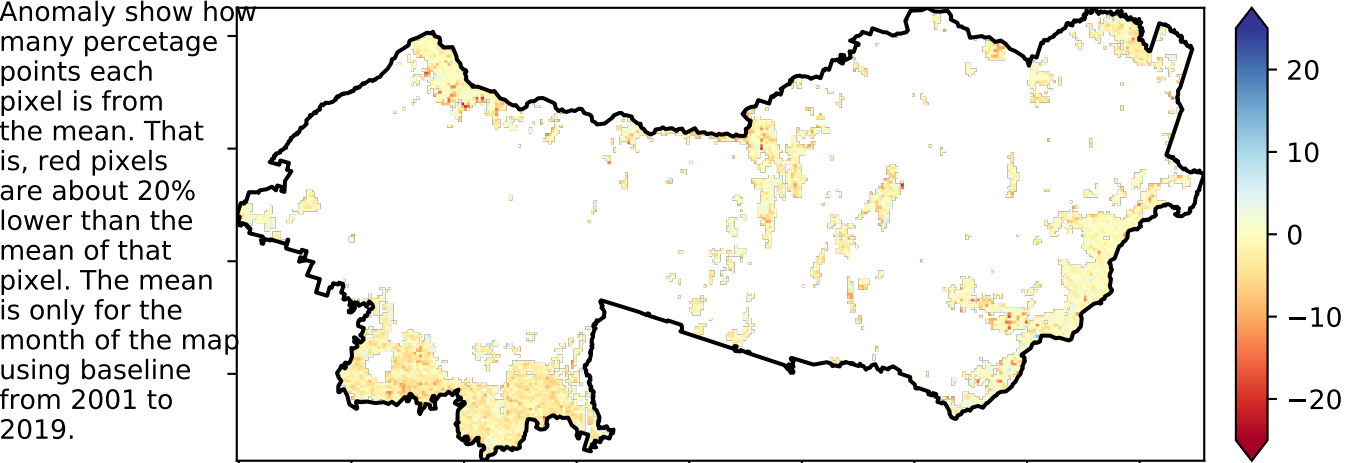 Anomaly show how
many percetage
points each
pixel is from
the mean. That
is, red pixels
are about 20%
lower than the
mean of that
pixel. The mean
is only for the
month of the map
using baseline
from 2001 to
2019.
20
10
0
−10
−20